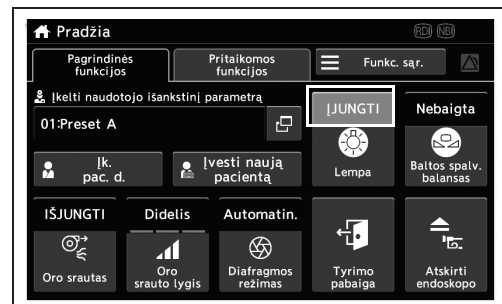 Pradžia
RDI NBI
Pagrindinės
funkcijos
Pritaikomos
funkcijos
Funkc. sąr.
Įkelti naudotojo išankstinį parametrą
01:Preset A
ĮJUNGTI
Lempa
Nebaigta
Baltos spalv.
balansas
Įk.
pac. d.
Įvesti naują
pacientą
IŠJUNGTI
Oro srautas
Didelis
Oro
srauto lygis
Automatin.
Diafragmos
režimas
Tyrimo
pabaiga
Atskirti
endoskopo